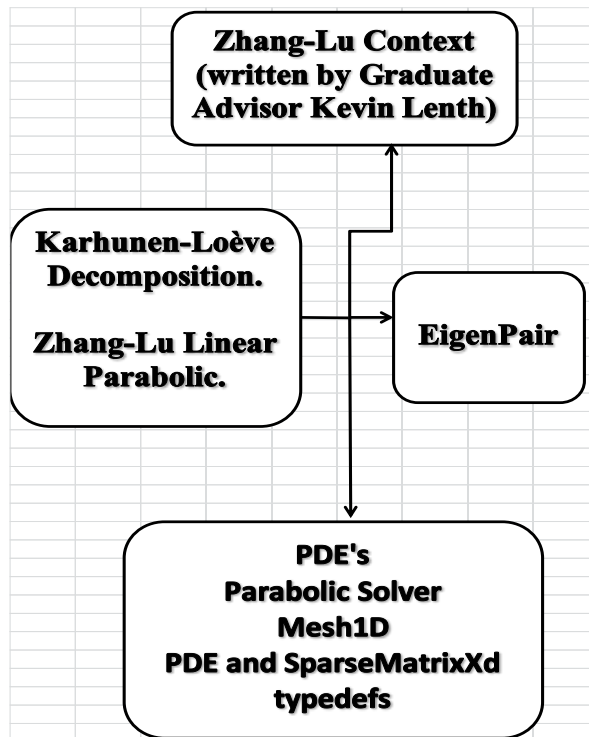 Zhang-Lu Context
(written by Graduate
Advisor Kevin Lenth)
Karhunen-Loève
Decomposition.
Zhang-Lu Linear
Parabolic.
EigenPair
PDE's
Parabolic Solver
Mesh1D
PDE and SparseMatrixXd
typedefs